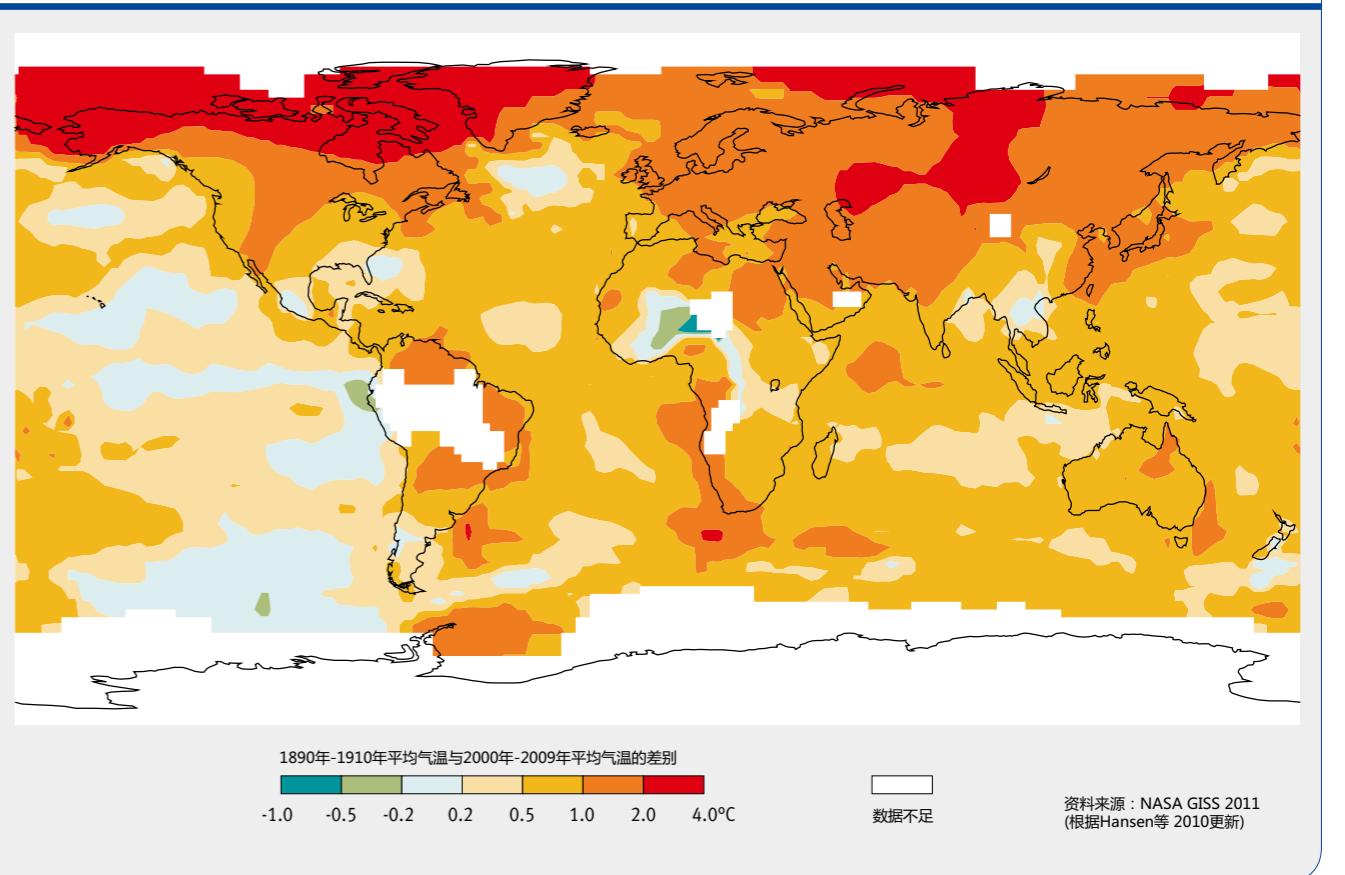 1890年-1910年平均气温与2000年-2009年平均气温的差别
-1.0 -0.5 -0.2 0.2 0.5 1.0 2.0 4.0ºC
数据不足
资料来源：NASA GISS 2011
(根据Hansen等 2010更新)